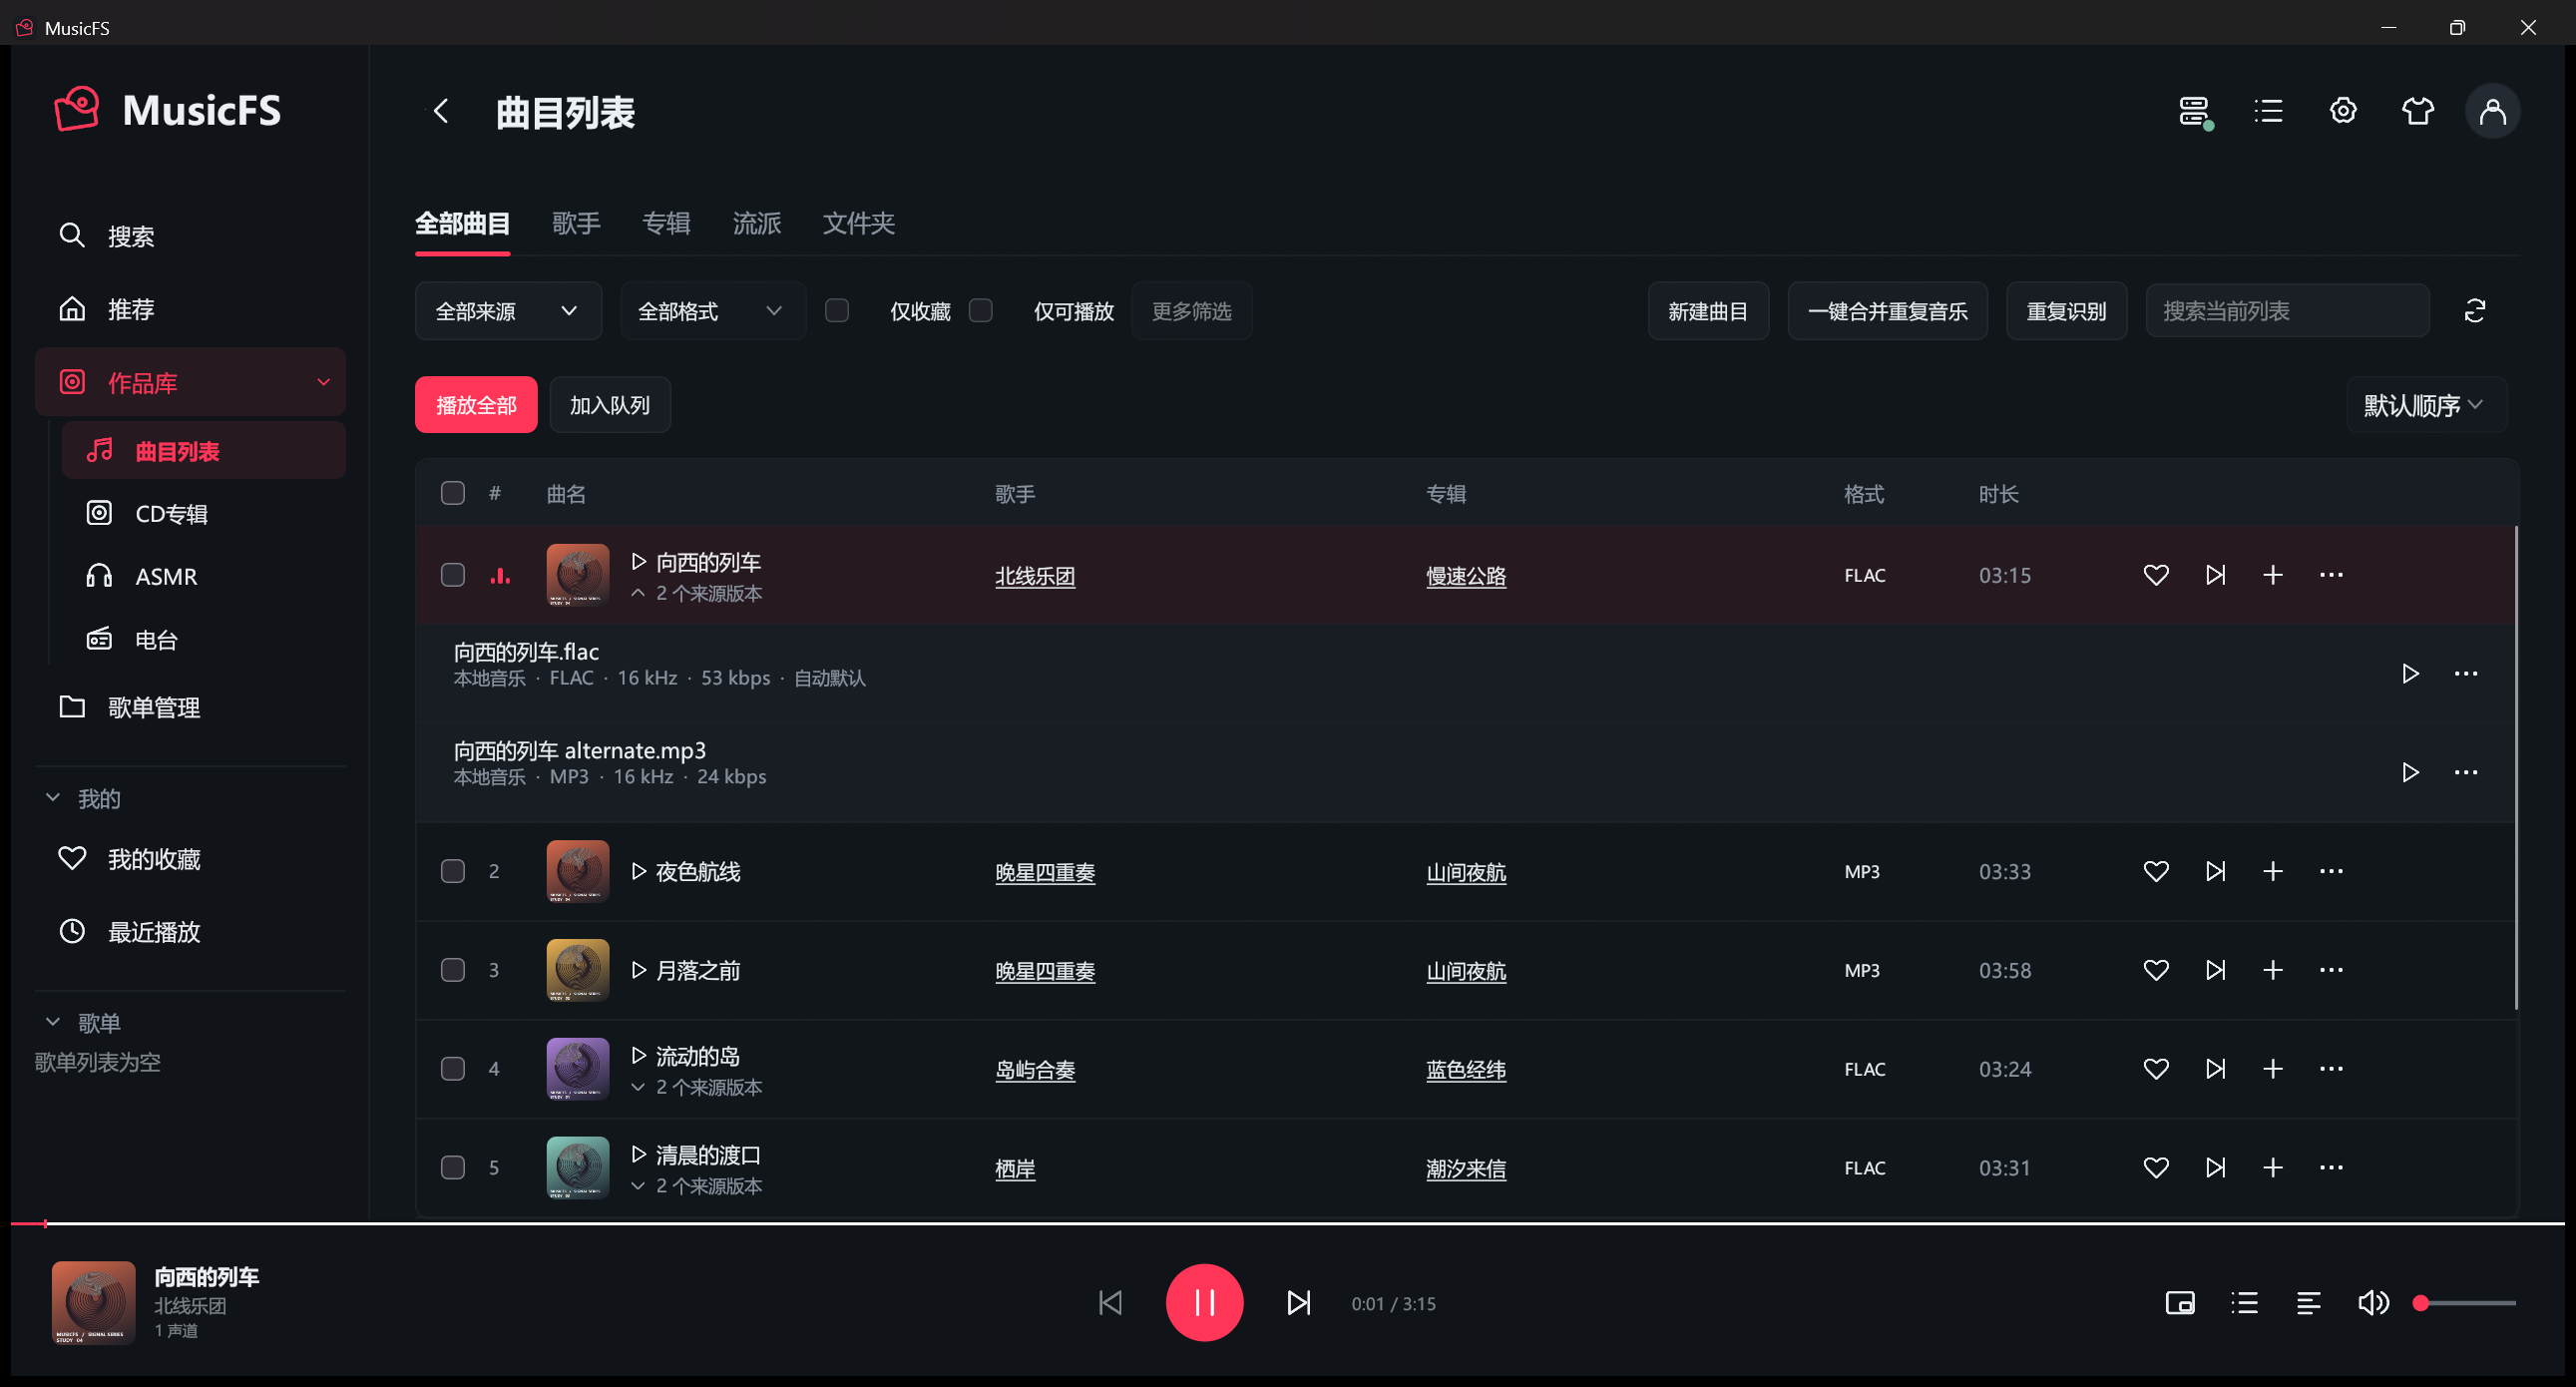 MusicFS
MusicFS
曲目列表
搜索
推荐
作品库
曲目列表
CD专辑
ASMR
电台
歌单管理
我的
我的收藏
最近播放
歌单
歌单列表为空
全部曲目 歌手 专辑 流派 文件夹
全部来源 全部格式 仅收藏 仅可播放 更多筛选 新建曲目 一键合并重复音乐 重复识别 搜索当前列表
播放全部 加入队列 默认顺序
# 曲名 歌手 专辑 格式 时长
向西的列车 北线乐团 慢速公路 FLAC 03:15
2 个来源版本
向西的列车.flac
本地音乐 · FLAC · 16 kHz · 53 kbps · 自动默认
向西的列车 alternate.mp3
本地音乐 · MP3 · 16 kHz · 24 kbps
2 夜色航线 晚星四重奏 山间夜航 MP3 03:33
3 月落之前 晚星四重奏 山间夜航 MP3 03:58
4 流动的岛 岛屿合奏 蓝色经纬 FLAC 03:24
2 个来源版本
5 清晨的渡口 栖岸 潮汐来信 FLAC 03:31
2 个来源版本
MUSICFS / SIGNAL SERIES
STUDY 04
向西的列车
北线乐团
1 声道
0:01 / 3:15